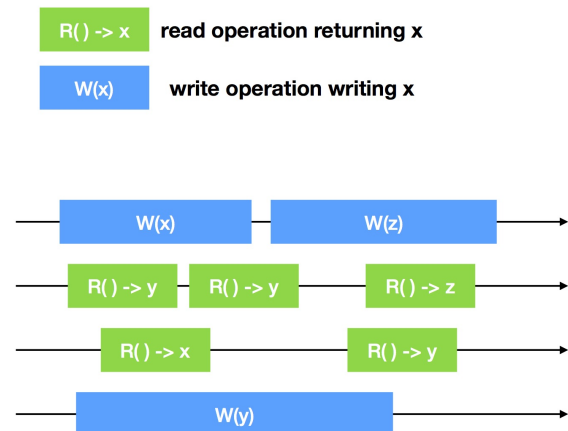 R( ) -> x read operation returning x
W(x) write operation writing x
W(x) W(z)
R( ) -> y R( ) -> y R( ) -> z
R( ) -> x R( ) -> y
W(y)